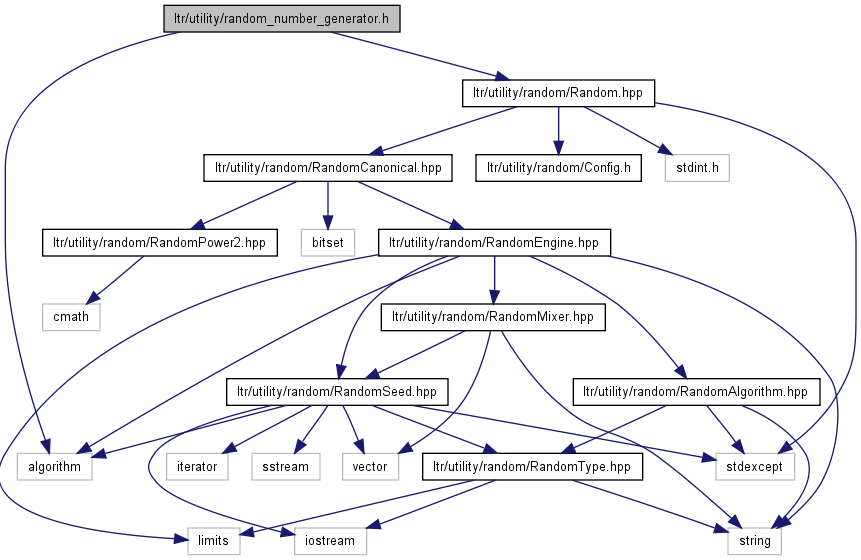 ltr/utility/random_number_generator.h
ltr/utility/random/Random.hpp
ltr/utility/random/RandomCanonical.hpp
ltr/utility/random/Config.h
stdint.h
ltr/utility/random/RandomPower2.hpp
bitset
ltr/utility/random/RandomEngine.hpp
cmath
ltr/utility/random/RandomMixer.hpp
ltr/utility/random/RandomSeed.hpp
ltr/utility/random/RandomAlgorithm.hpp
algorithm
iterator
sstream
vector
ltr/utility/random/RandomType.hpp
stdexcept
limits
iostream
string